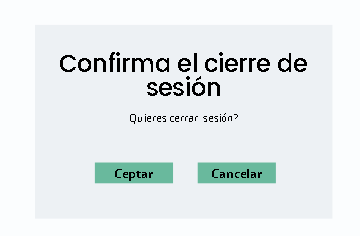 Confirma el cierre de
sesión
Quieres cerrar sesión?
Ceptar
Cancelar